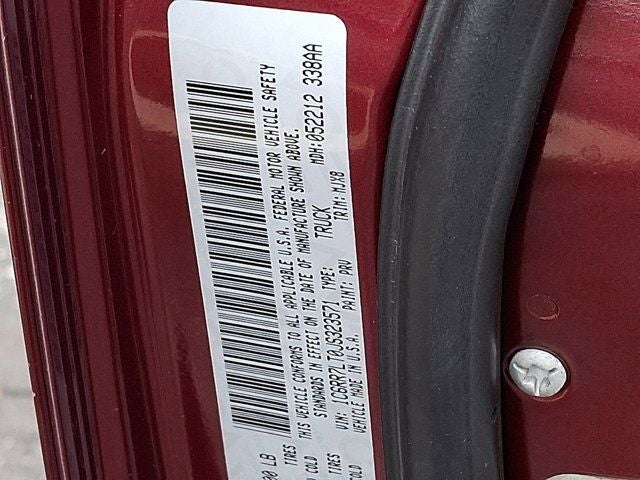 THIS VEHICLE CONFORMS TO ALL APPLICABLE U.S.A. FEDERAL MOTOR VEHICLE SAFETY
STANDARDS IN EFFECT ON THE DATE OF MANUFACTURE SHOWN ABOVE.
VIN: 1C6RR7LT0JS323571 TYPE: TRUCK MDH: 052212 338AA
VEHICLE MADE IN U.S.A. PAINT: PRV TRIM: MJX8
00 LB
TIRES
COLD
TIRES
COLD